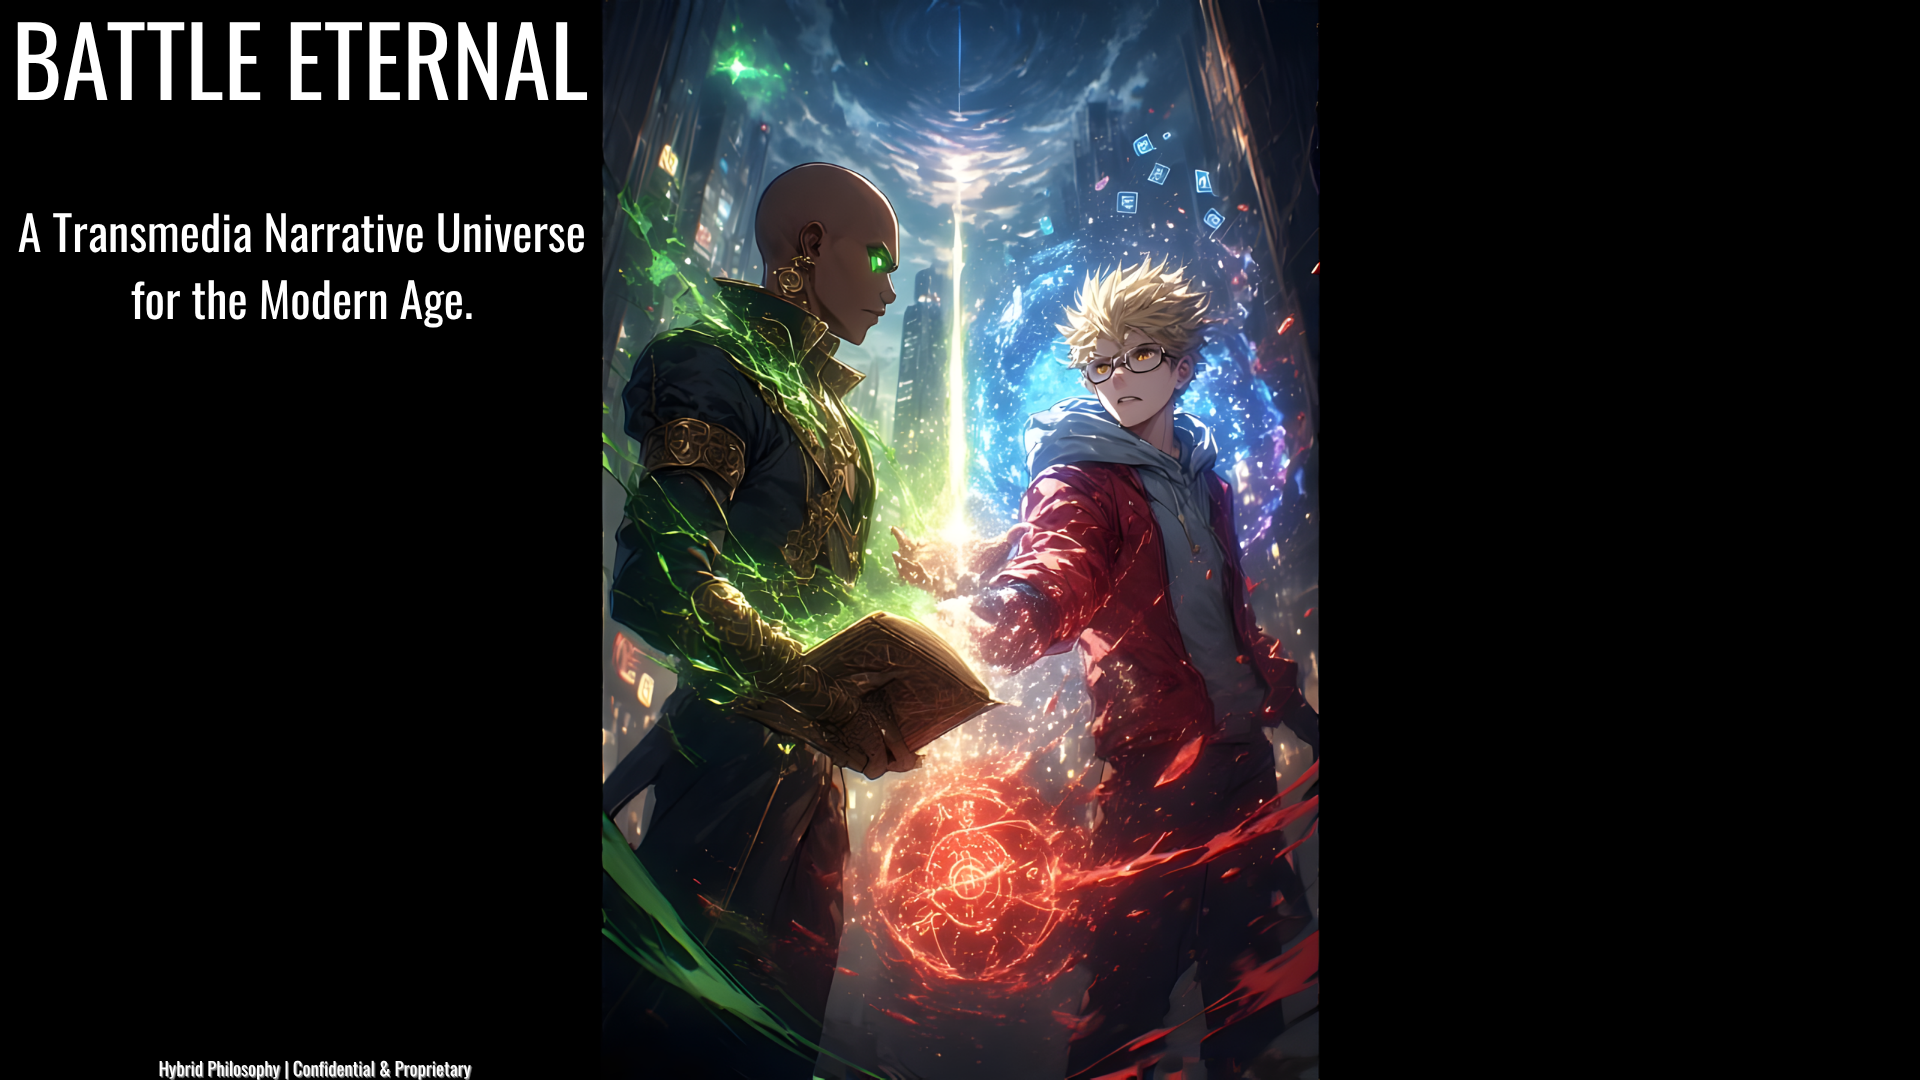 BATTLE ETERNAL
A Transmedia Narrative Universe
for the Modern Age.
Hybrid Philosophy | Confidential & Proprietary